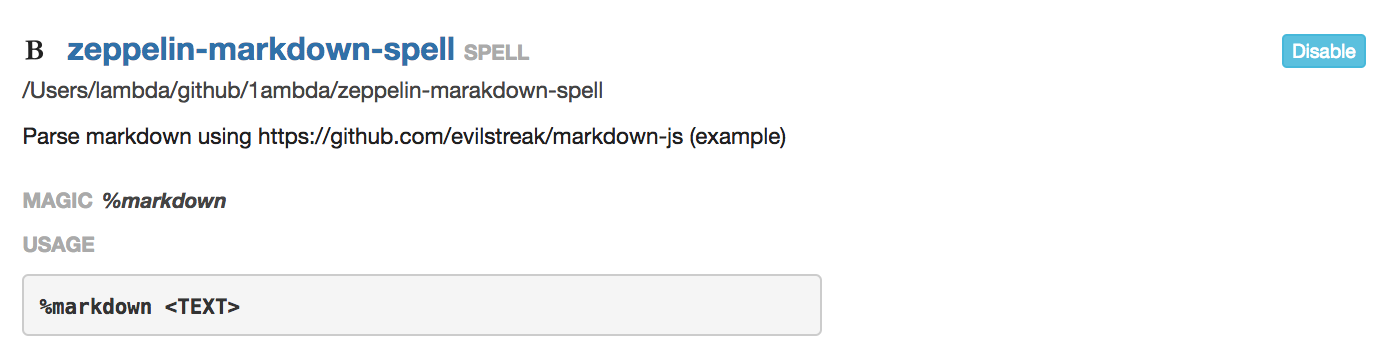 B zeppelin-markdown-spell SPELL Disable
/Users/lambda/github/1ambda/zeppelin-marakdown-spell
Parse markdown using https://github.com/evilstreak/markdown-js (example)
MAGIC %markdown
USAGE
%markdown <TEXT>